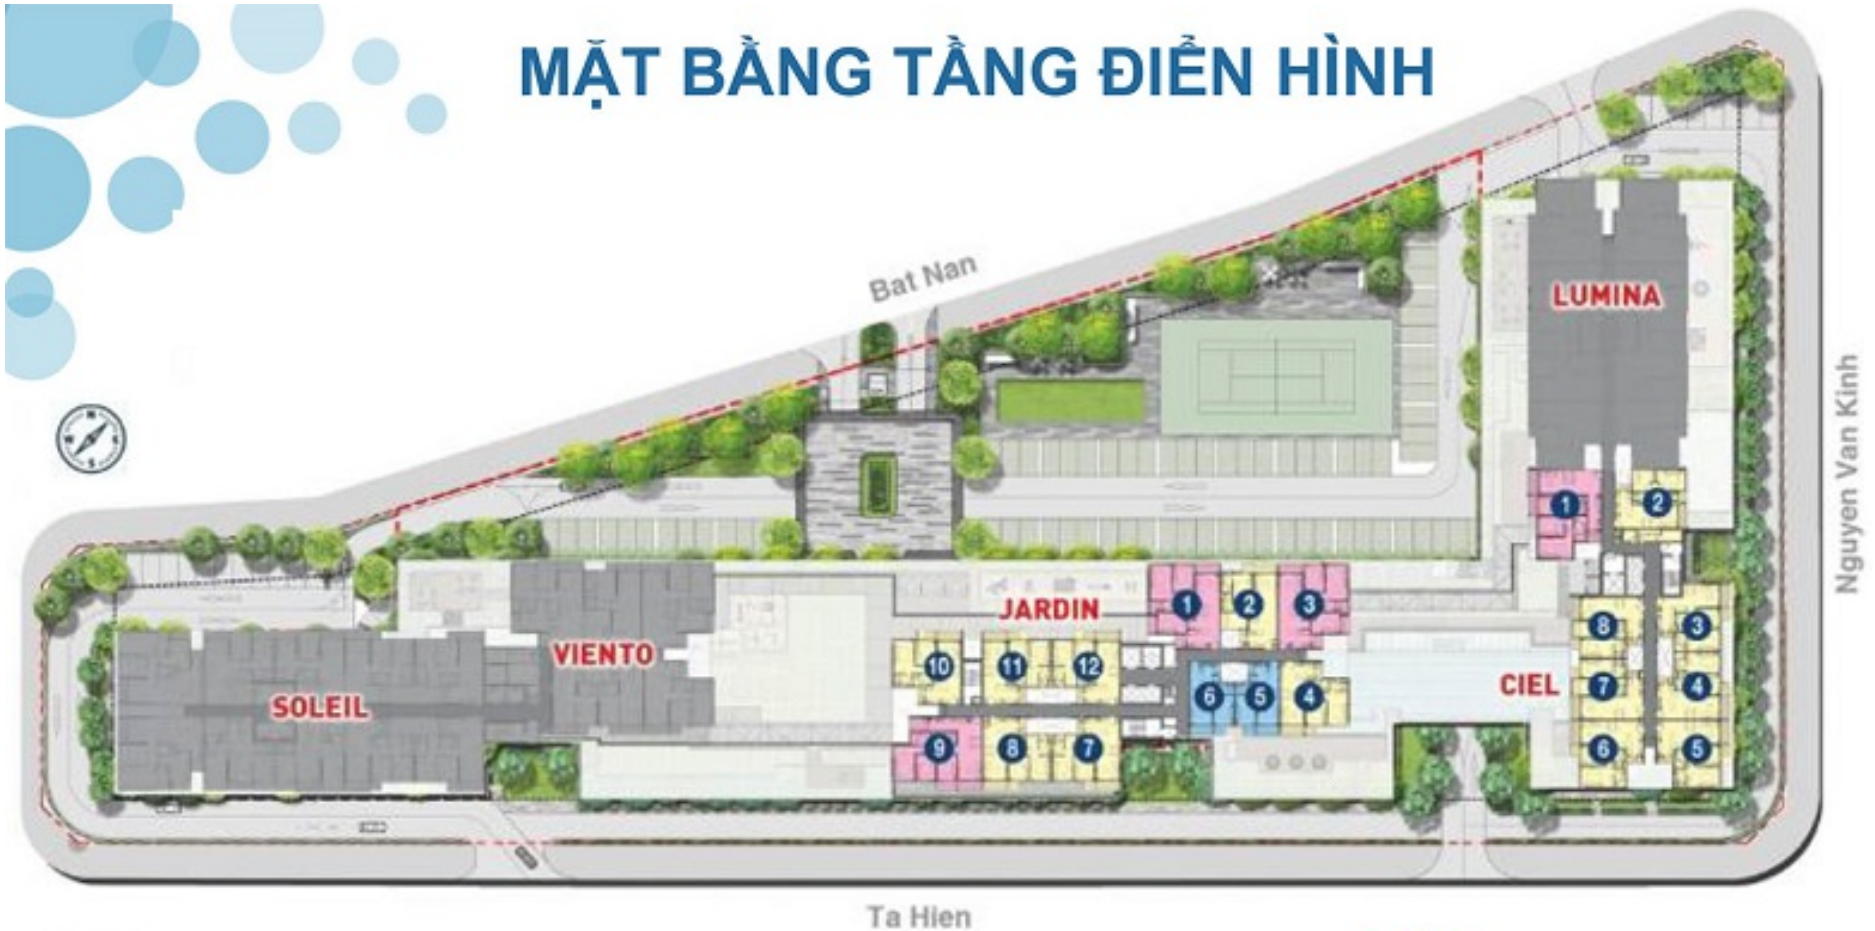 MẶT BẰNG TẦNG ĐIỂN HÌNH
Bat Nan
LUMINA
Nguyen Van Kinh
1
2
JARDIN
1
2
3
VIENTO
SOLEIL
10
11
12
6
5
4
9
8
7
CIEL
8
3
7
4
6
5
Ta Hien